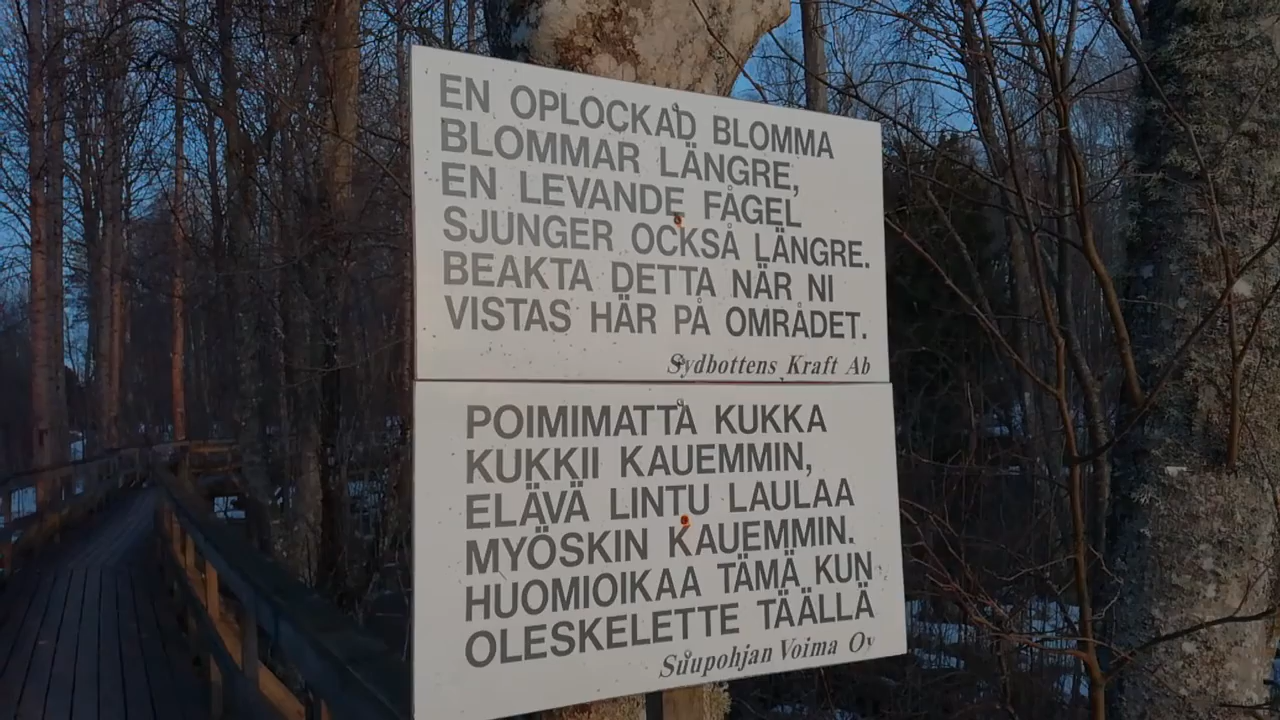 EN OPLOCKAD BLOMMA
BLOMMAR LÄNGRE,
EN LEVANDE FÅGEL
SJUNGER OCKSÅ LÄNGRE.
BEAKTA DETTA NÄR NI
VISTAS HÄR PÅ OMRÅDET.
Sydbottens Kraft Ab
POIMIMATTA KUKKA
KUKKII KAUEMMIN,
ELÄVÄ LINTU LAULAA
MYÖSKIN KAUEMMIN.
HUOMIOIKAA TÄMÄ KUN
OLESKELETTE TÄÄLLÄ
Suupohjan Voima Oy